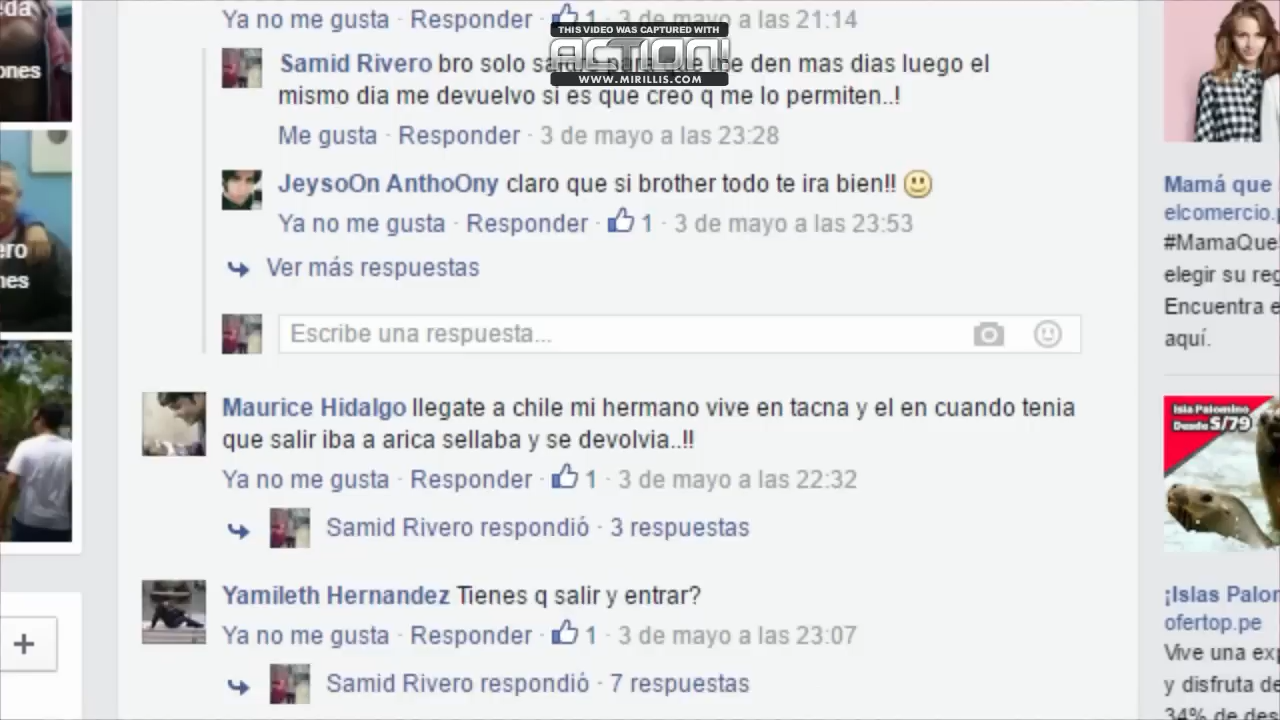 eda
ones
ero
nes
Ya no me gusta · Responder · 1 · 3 de mayo a las 21:14
THIS VIDEO WAS CAPTURED WITH
ACTION!
WWW.MIRILLIS.COM
Samid Rivero bro solo me den mas dias luego el
mismo dia me devuelvo si es que creo q me lo permiten..!
Me gusta · Responder · 3 de mayo a las 23:28
JeysoOn AnthoOny claro que si brother todo te ira bien!!
Ya no me gusta · Responder · 1 · 3 de mayo a las 23:53
Ver más respuestas
Escribe una respuesta...
Maurice Hidalgo llegate a chile mi hermano vive en tacna y el en cuando tenia
que salir iba a arica sellaba y se devolvia..!!
Ya no me gusta · Responder · 1 · 3 de mayo a las 22:32
Samid Rivero respondió · 3 respuestas
Yamileth Hernandez Tienes q salir y entrar?
Ya no me gusta · Responder · 1 · 3 de mayo a las 23:07
Samid Rivero respondió · 7 respuestas
Mamá que
elcomercio.
#MamaQue
elegir su reg
Encuentra e
aquí.
Isla Palomino
Desde S/79
¡Islas Palor
ofertop.pe
Vive una exp
y disfruta de
34% de des